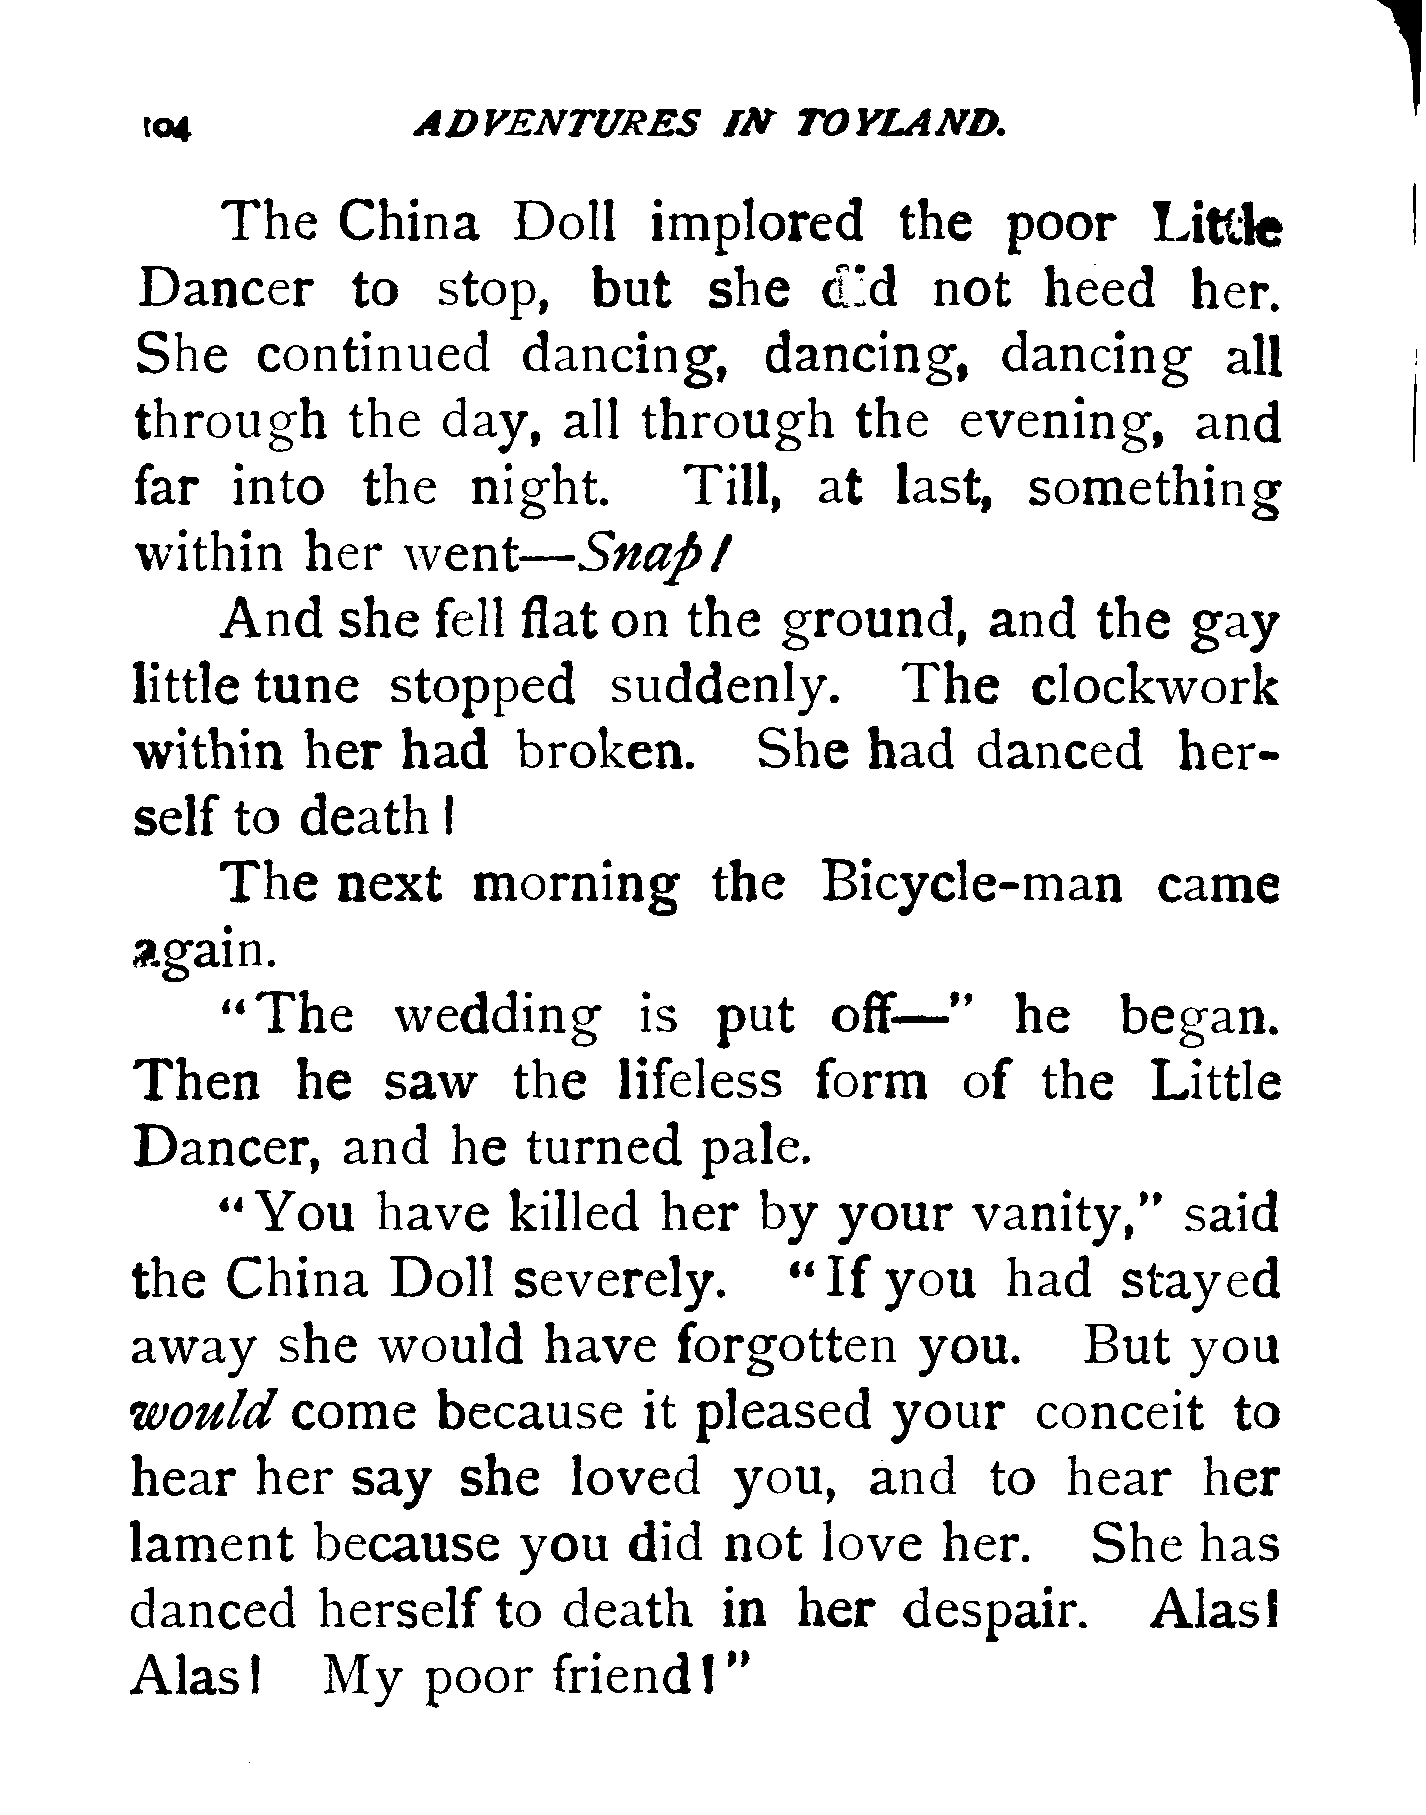 104 ADVENTURES IN TOYLAND.
The China Doll implored the poor Little
Dancer to stop, but she did not heed her.
She continued dancing, dancing, dancing all
through the day, all through the evening, and
far into the night. Till, at last, something
within her went—Snap!
And she fell flat on the ground, and the gay
little tune stopped suddenly. The clockwork
within her had broken. She had danced her-
self to death!
The next morning the Bicycle-man came
again.
"The wedding is put off—" he began.
Then he saw the lifeless form of the Little
Dancer, and he turned pale.
"You have killed her by your vanity," said
the China Doll severely. "If you had stayed
away she would have forgotten you. But you
would come because it pleased your conceit to
hear her say she loved you, and to hear her
lament because you did not love her. She has
danced herself to death in her despair. Alas!
Alas! My poor friend!"